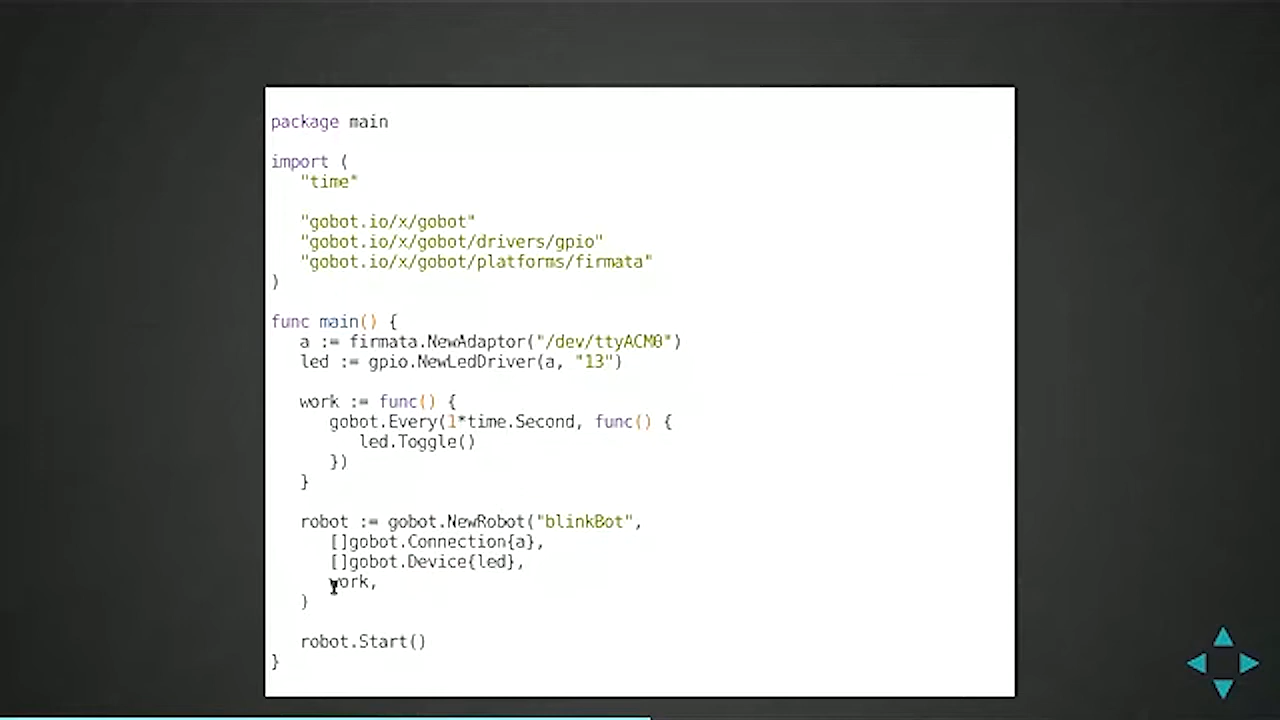 package main
import (
"time"
"gobot.io/x/gobot"
"gobot.io/x/gobot/drivers/gpio"
"gobot.io/x/gobot/platforms/firmata"
)
func main() {
a := firmata.NewAdaptor("/dev/ttyACM0")
led := gpio.NewLedDriver(a, "13")
work := func() {
gobot.Every(1*time.Second, func() {
led.Toggle()
})
}
robot := gobot.NewRobot("blinkBot",
[]gobot.Connection{a},
[]gobot.Device{led},
work,
)
robot.Start()
}